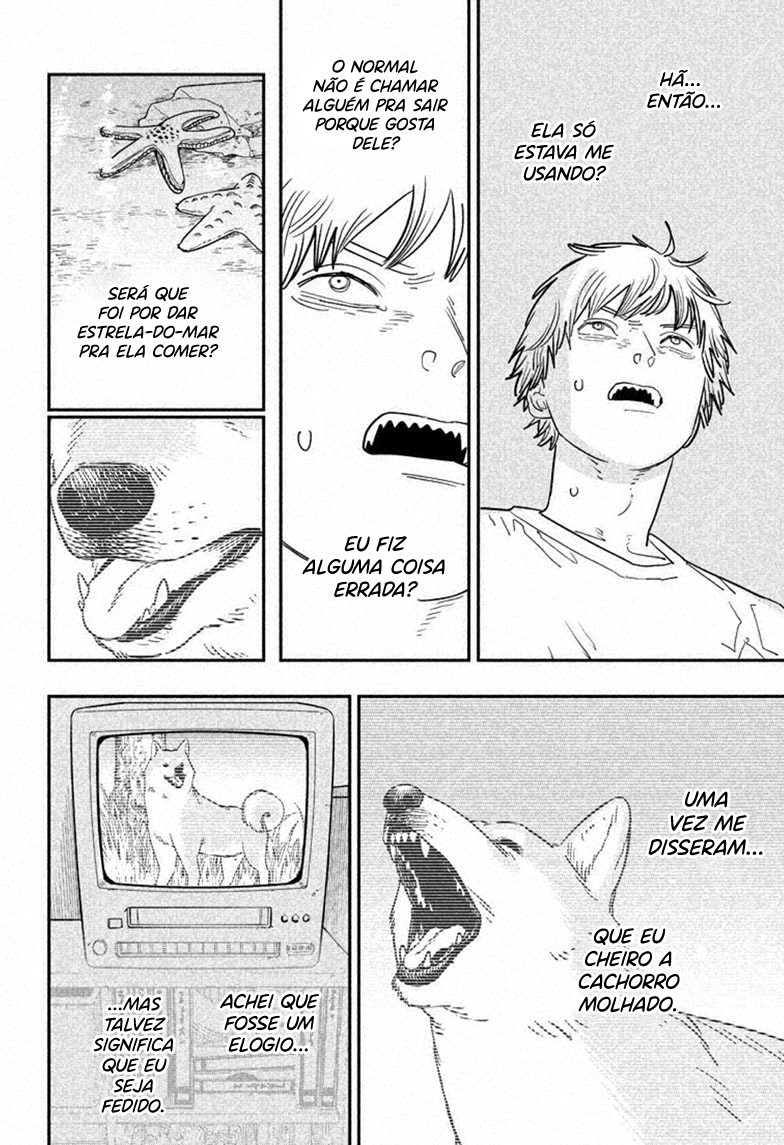 HÃ...
ENTÃO...
ELA SÓ
ESTAVA ME
USANDO?
O NORMAL
NÃO É CHAMAR
ALGUÉM PRA SAIR
PORQUE GOSTA
DELE?
EU FIZ
ALGUMA COISA
ERRADA?
SERÁ QUE
FOI POR DAR
ESTRELA-DO-MAR
PRA ELA COMER?
UMA
VEZ ME
DISSERAM...
QUE EU
CHEIRO A
CACHORRO
MOLHADO.
ACHEI QUE
FOSSE UM
ELOGIO...
...MAS
TALVEZ
SIGNIFICA
QUE EU
SEJA
FEDIDO.